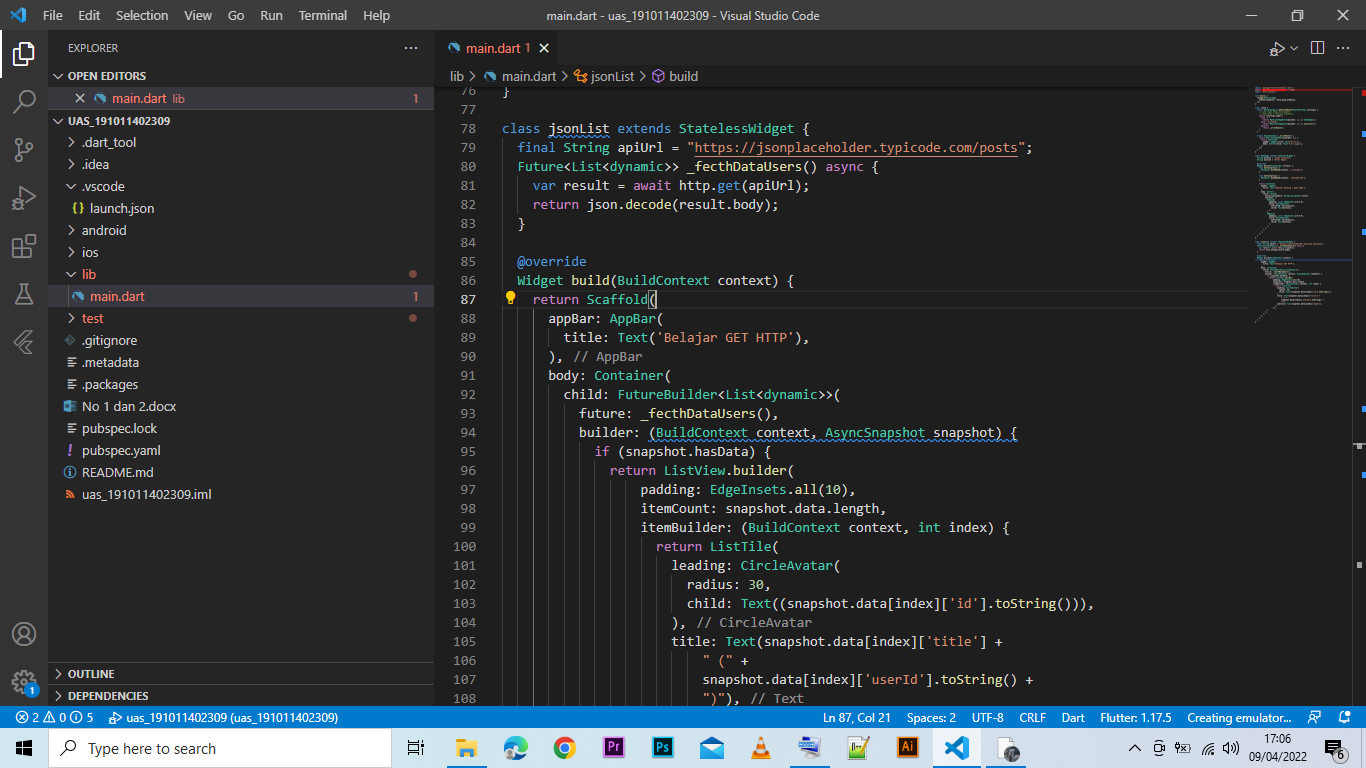 File Edit Selection View Go Run Terminal Help
main.dart - uas_191011402309 - Visual Studio Code
EXPLORER
OPEN EDITORS
main.dart lib 1
UAS_191011402309
.dart_tool
.idea
.vscode
launch.json
android
ios
lib
main.dart 1
test
.gitignore
.metadata
.packages
No 1 dan 2.docx
pubspec.lock
pubspec.yaml
README.md
uas_191011402309.iml
OUTLINE
DEPENDENCIES
main.dart 1
lib > main.dart > jsonList > build
76 }
77
78 class jsonList extends StatelessWidget {
79 final String apiUrl = "https://jsonplaceholder.typicode.com/posts";
80 Future<List<dynamic>> _fecthDataUsers() async {
81 var result = await http.get(apiUrl);
82 return json.decode(result.body);
83 }
84
85 @override
86 Widget build(BuildContext context) {
87 return Scaffold(
88 appBar: AppBar(
89 title: Text('Belajar GET HTTP'),
90 ), // AppBar
91 body: Container(
92 child: FutureBuilder<List<dynamic>>(
93 future: _fecthDataUsers(),
94 builder: (BuildContext context, AsyncSnapshot snapshot) {
95 if (snapshot.hasData) {
96 return ListView.builder(
97 padding: EdgeInsets.all(10),
98 itemCount: snapshot.data.length,
99 itemBuilder: (BuildContext context, int index) {
100 return ListTile(
101 leading: CircleAvatar(
102 radius: 30,
103 child: Text((snapshot.data[index]['id'].toString())),
104 ), // CircleAvatar
105 title: Text(snapshot.data[index]['title'] +
106 " (" +
107 snapshot.data[index]['userId'].toString() +
108 ")"), // Text
1
2 0 5 uas_191011402309 (uas_191011402309)
Ln 87, Col 21 Spaces: 2 UTF-8 CRLF Dart Flutter: 1.17.5 Creating emulator...
Type here to search
Pr Ps Ai
17:06
09/04/2022
6